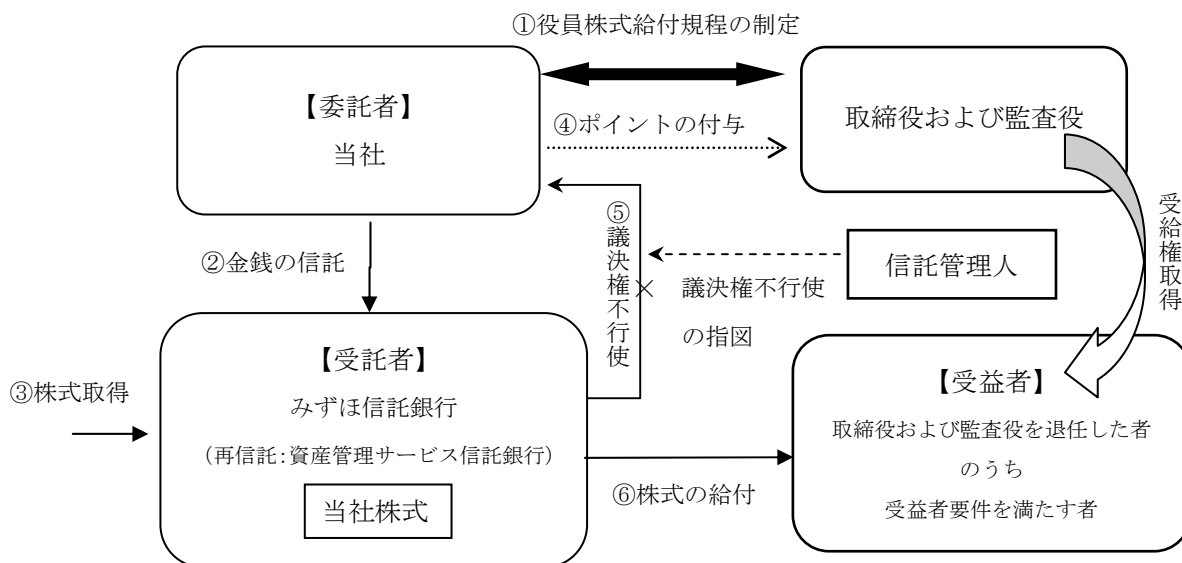 ①役員株式給付規程の制定
【委託者】
当社
④ポイントの付与
取締役および監査役
②金銭の信託
⑤議決権不行使
×
議決権不行使
の指図
信託管理人
受給権取得
③株式取得
【受託者】
みずほ信託銀行
(再信託:資産管理サービス信託銀行)
当社株式
⑥株式の給付
【受益者】
取締役および監査役を退任した者
のうち
受益者要件を満たす者